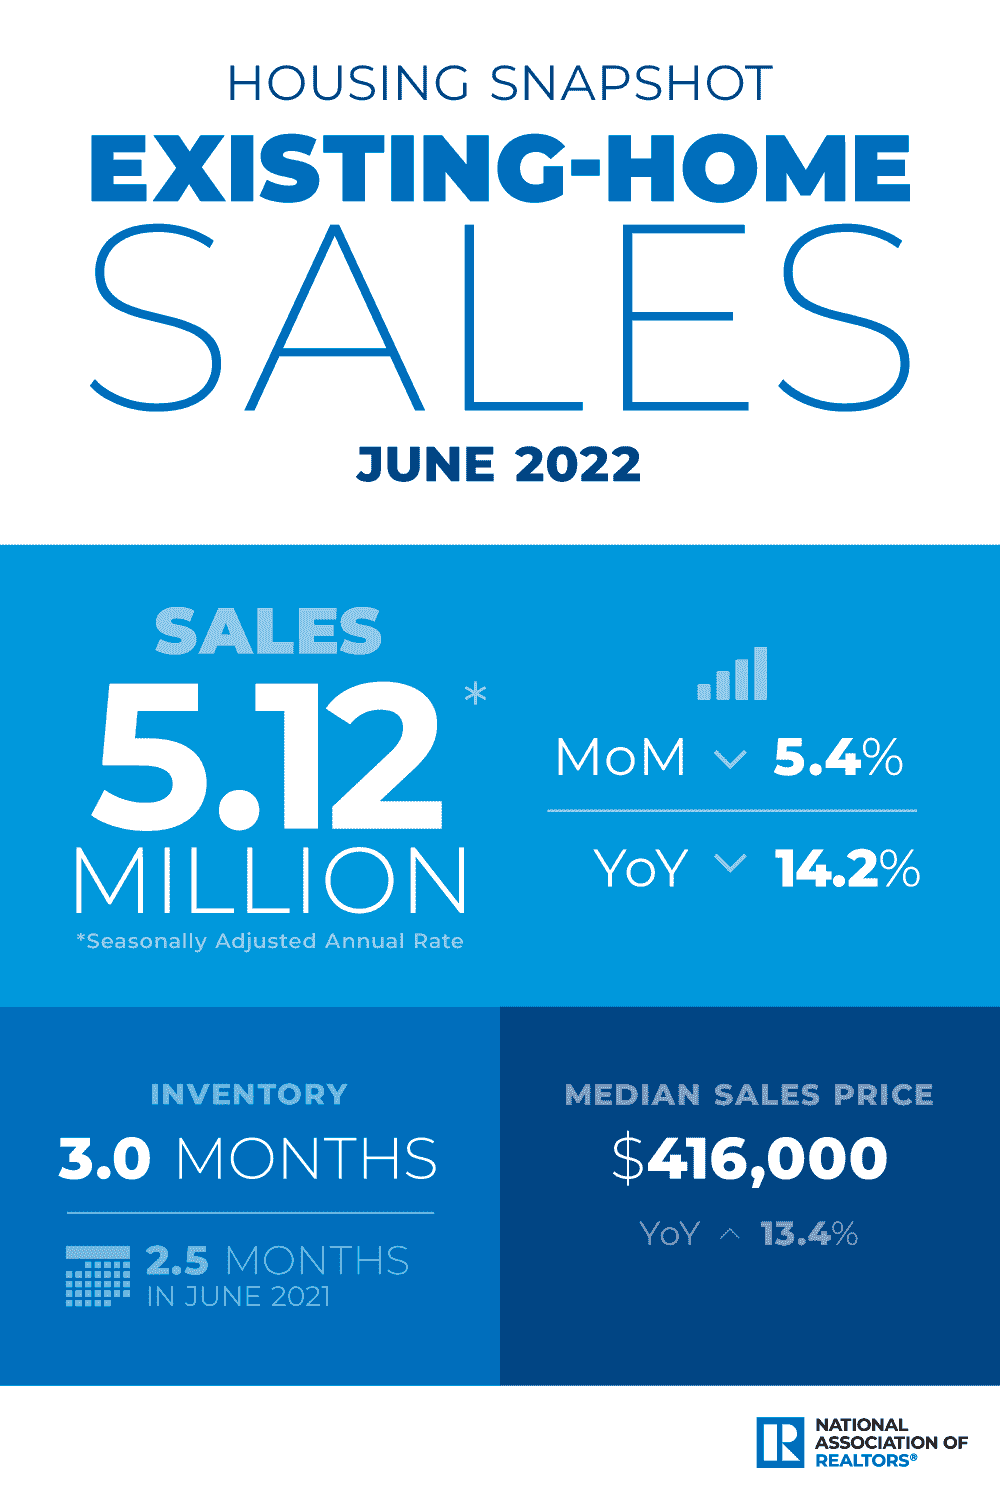 HOUSING SNAPSHOT
EXISTING-HOME
SALES
JUNE 2022
SALES
5.12*
MILLION
*Seasonally Adjusted Annual Rate
MoM 5.4%
YoY 14.2%
INVENTORY
3.0 MONTHS
2.5 MONTHS
IN JUNE 2021
MEDIAN SALES PRICE
$416,000
YoY 13.4%
R
NATIONAL
ASSOCIATION OF
REALTORS®